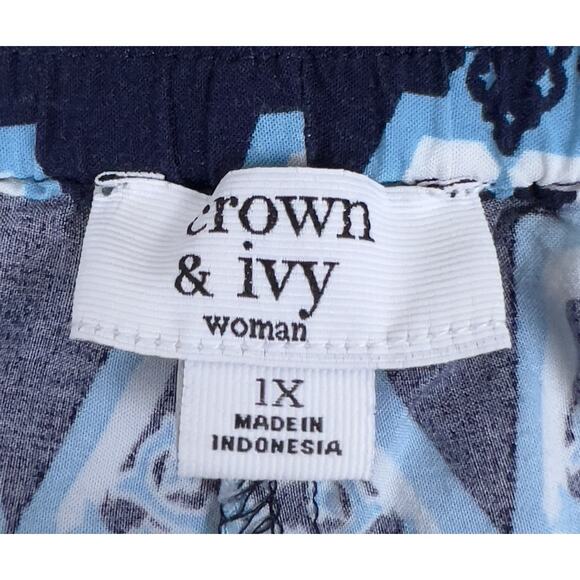 crown
& ivy
woman
1X
MADE IN
INDONESIA